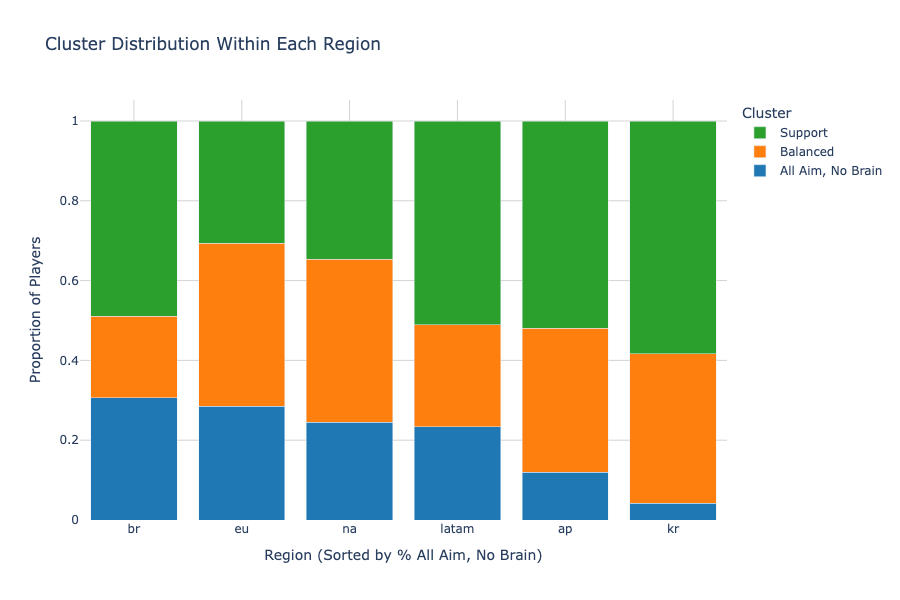 Cluster Distribution Within Each Region
Cluster
Support
Balanced
All Aim, No Brain
Proportion of Players
1
0.8
0.6
0.4
0.2
0
br eu na latam ap kr
Region (Sorted by % All Aim, No Brain)